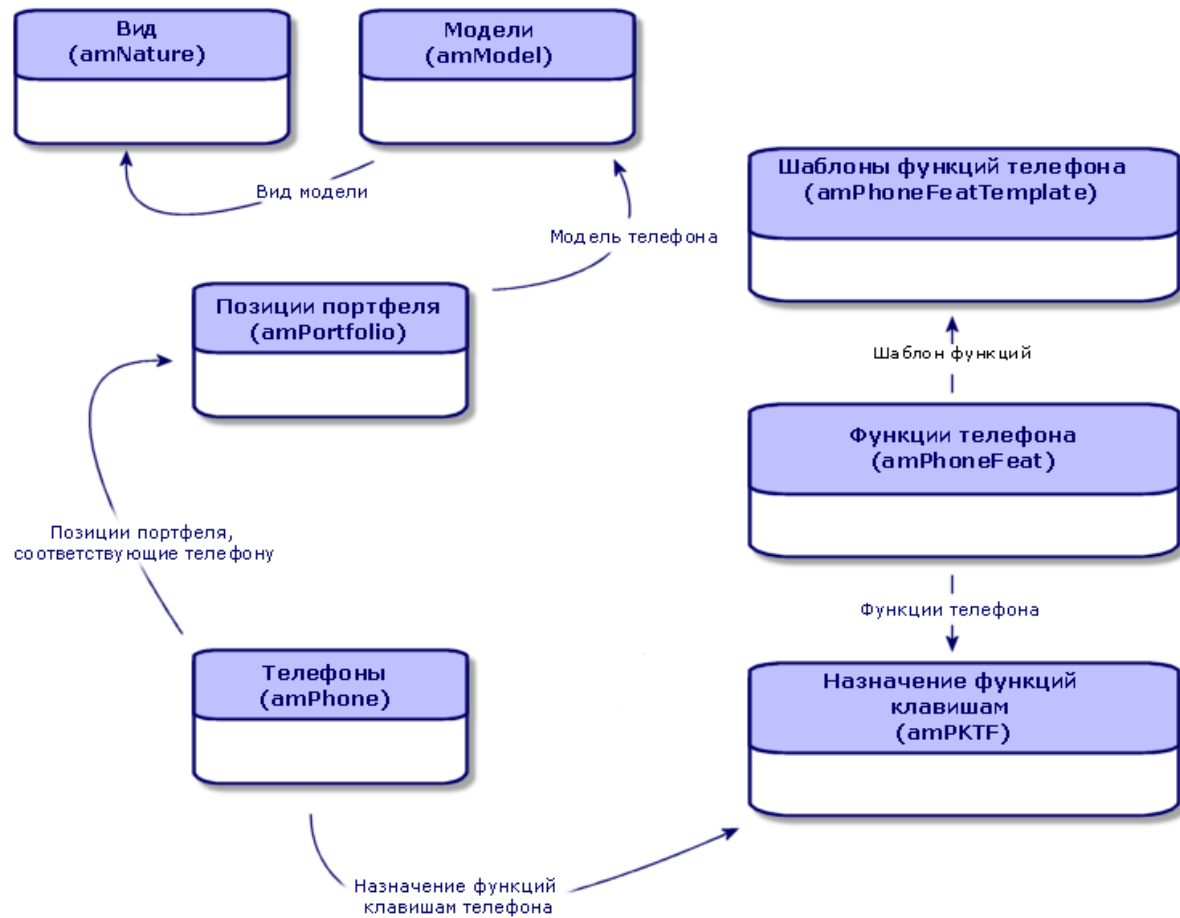 Вид
(amNature)
Модели
(amModel)
Вид модели
Модель телефона
Шаблоны функций телефона
(amPhoneFeatTemplate)
Позиции портфеля
(amPortfolio)
Шаблон функций
Функции телефона
(amPhoneFeat)
Позиции портфеля,
соответствующие телефону
Функции телефона
Телефоны
(amPhone)
Назначение функций
клавишам
(amPKTF)
Назначение функций
клавишам телефона